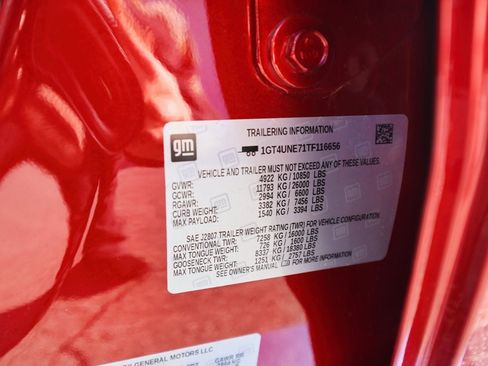 TRAILERING INFORMATION
gm
1GT4UNE71TF116656
VEHICLE AND TRAILER MUST NOT EXCEED THESE VALUES.
GVWR: 4922 KG/10850 LBS
GCWR: 11793 KG/26000 LBS
RGAWR: 2994 KG/ 6600 LBS
CURB WEIGHT: 3382 KG/ 7456 LBS
MAX PAYLOAD: 1540 KG/ 3394 LBS
SAE J2807 TRAILER WEIGHT RATING (TWR) FOR VEHICLE CONFIGURATION
CONVENTIONAL TWR: 7258 KG/16000 LBS
MAX TONGUE WEIGHT: 726 KG/ 1600 LBS
GOOSENECK TWR: 8337 KG/18380 LBS
MAX TONGUE WEIGHT: 1251 KG/ 2757 LBS
SEE OWNER'S MANUAL FOR INFORMATION
GENERAL MOTORS LLC